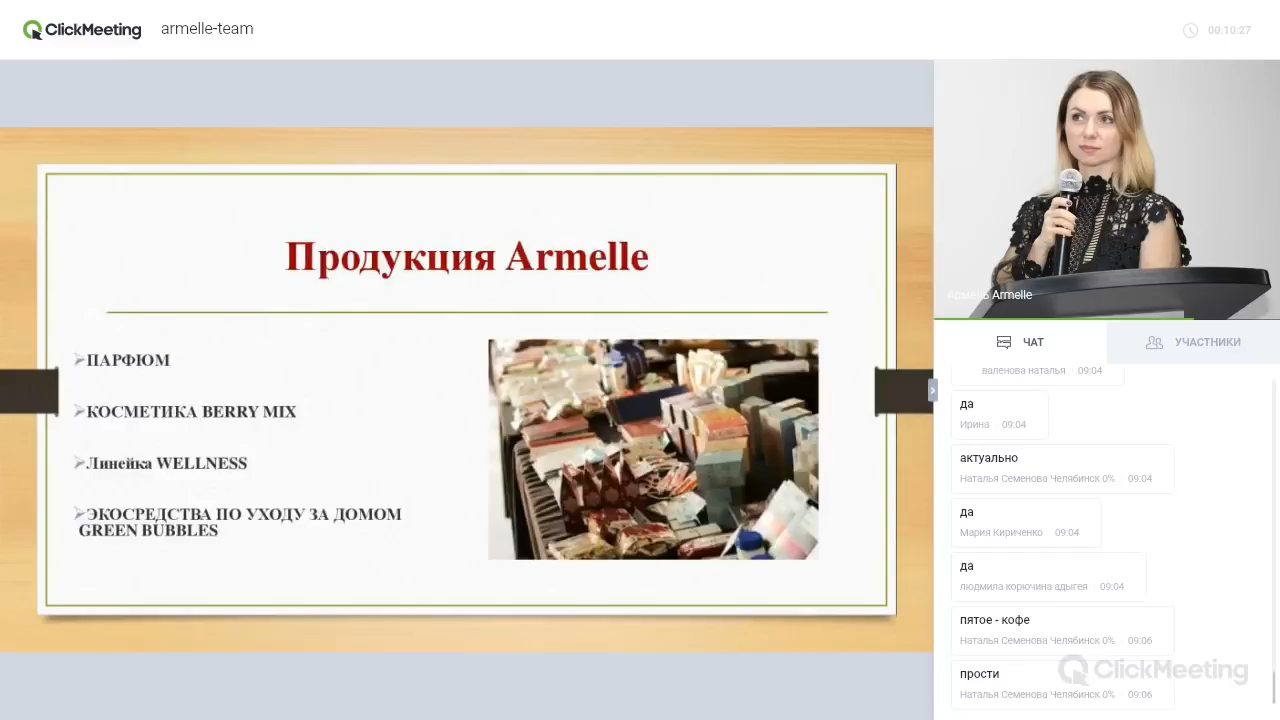 ClickMeeting
armelle-team
00:10:27
Продукция Armelle
ПАРФЮМ
КОСМЕТИКА BERRY MIX
Линейка WELLNESS
ЭКОСРЕДСТВА ПО УХОДУ ЗА ДОМОМ
GREEN BUBBLES
Армель Armelle
ЧАТ
УЧАСТНИКИ
валенова наталья 09:04
да
Ирина 09:04
актуально
Наталья Семенова Челябинск 0% 09:04
да
Мария Кириченко 09:04
да
людмила корючина адыгея 09:04
пятое - кофе
Наталья Семенова Челябинск 0% 09:06
прости
Наталья Семенова Челябинск 0% 09:06
ClickMeeting